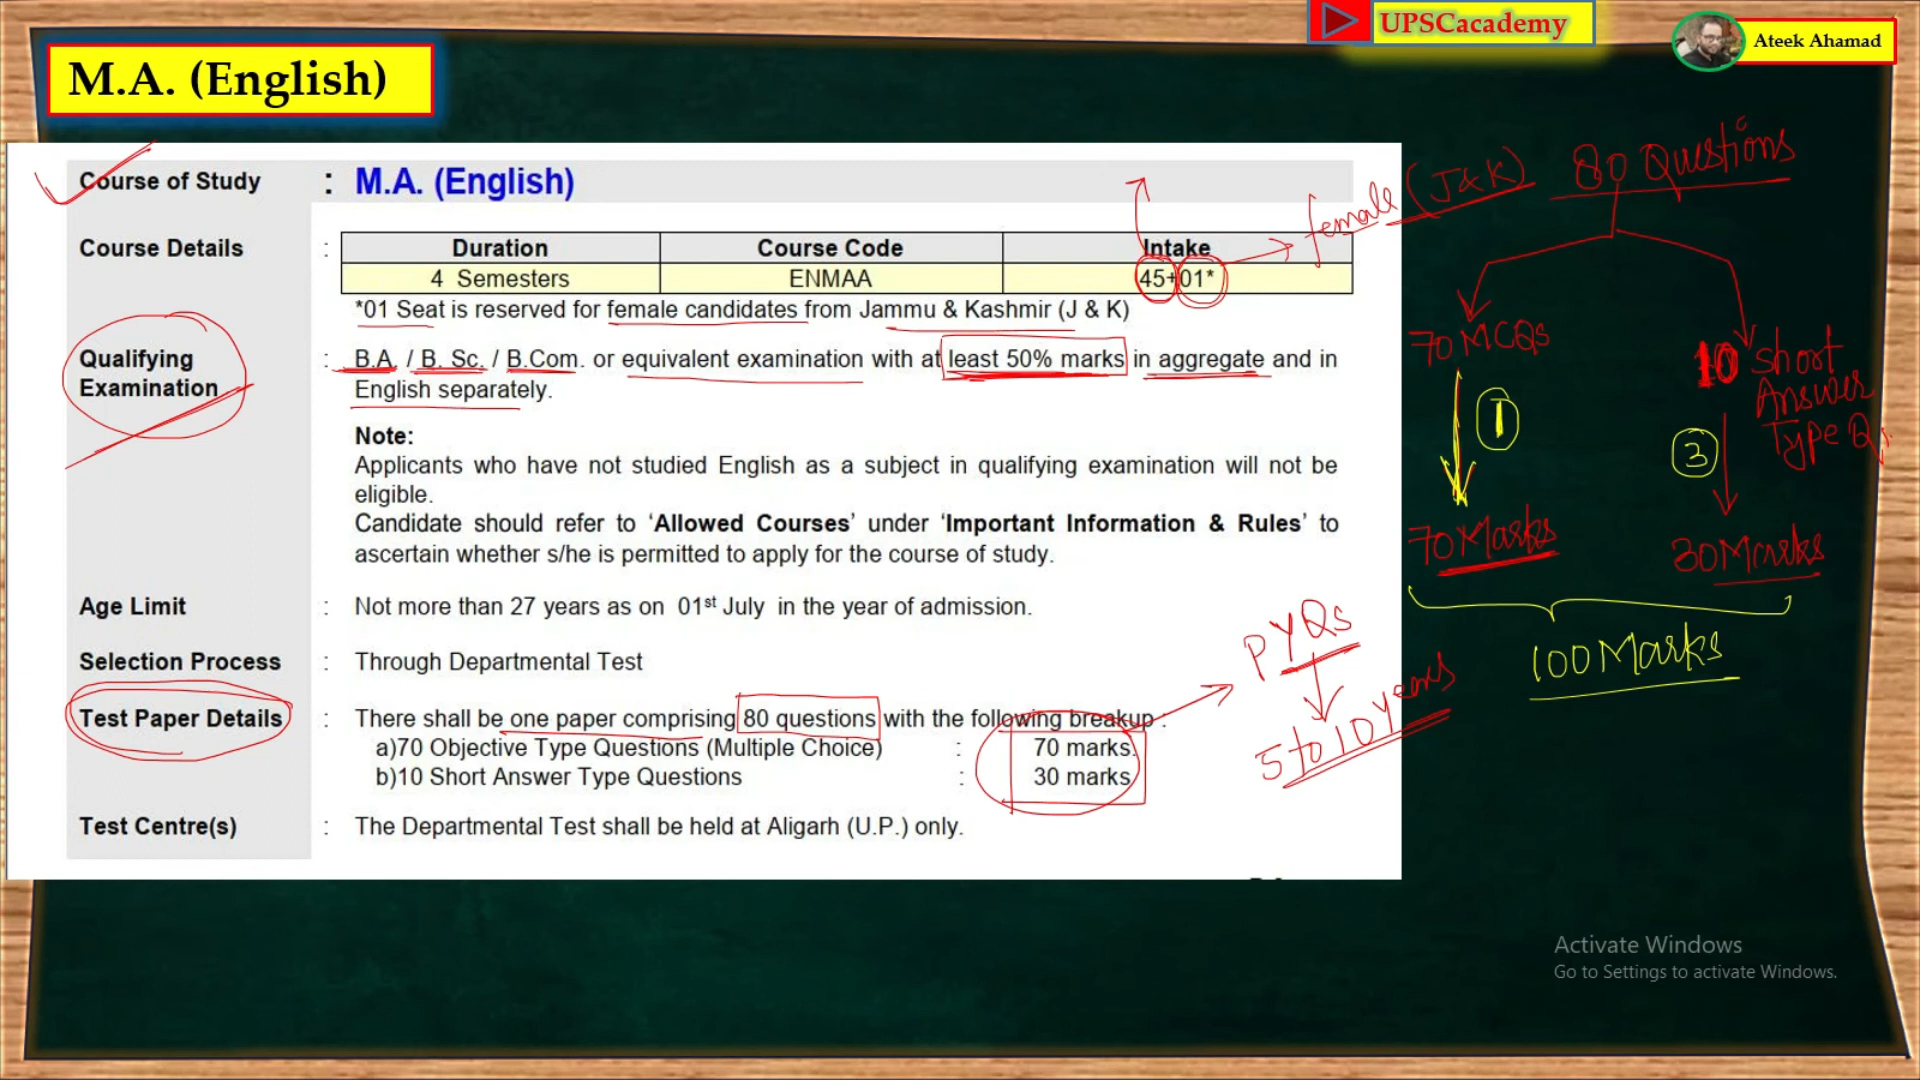 UPSCacademy
Ateek Ahamad
M.A. (English)
Course of Study : M.A. (English)
Course Details :
Duration Course Code Intake
4 Semesters ENMAA 45+01*
*01 Seat is reserved for female candidates from Jammu & Kashmir (J & K)
Qualifying Examination : B.A. / B. Sc. / B.Com. or equivalent examination with at least 50% marks in aggregate and in
English separately.
Note:
Applicants who have not studied English as a subject in qualifying examination will not be
eligible.
Candidate should refer to ‘Allowed Courses’ under ‘Important Information & Rules’ to
ascertain whether s/he is permitted to apply for the course of study.
Age Limit : Not more than 27 years as on 01st July in the year of admission.
Selection Process : Through Departmental Test
Test Paper Details : There shall be one paper comprising 80 questions with the following breakup :
a)70 Objective Type Questions (Multiple Choice) : 70 marks.
b)10 Short Answer Type Questions : 30 marks
Test Centre(s) : The Departmental Test shall be held at Aligarh (U.P.) only.
female (J&K)
80 Questions
70 MCQs
1
70 Marks
10 Short
Answer
Type Qs
3
30 Marks
100 Marks
PYQs
5 to 10 years
Activate Windows
Go to Settings to activate Windows.